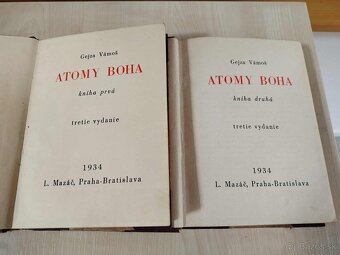 Gejza Vámoš
ATOMY BOHA
kniha prvá
tretie vydanie
1934
L. Mazáč, Praha-Bratislava
Gejza Vámoš
ATOMY BOHA
kniha druhá
tretie vydanie
1934
L. Mazáč, Praha-Bratislava